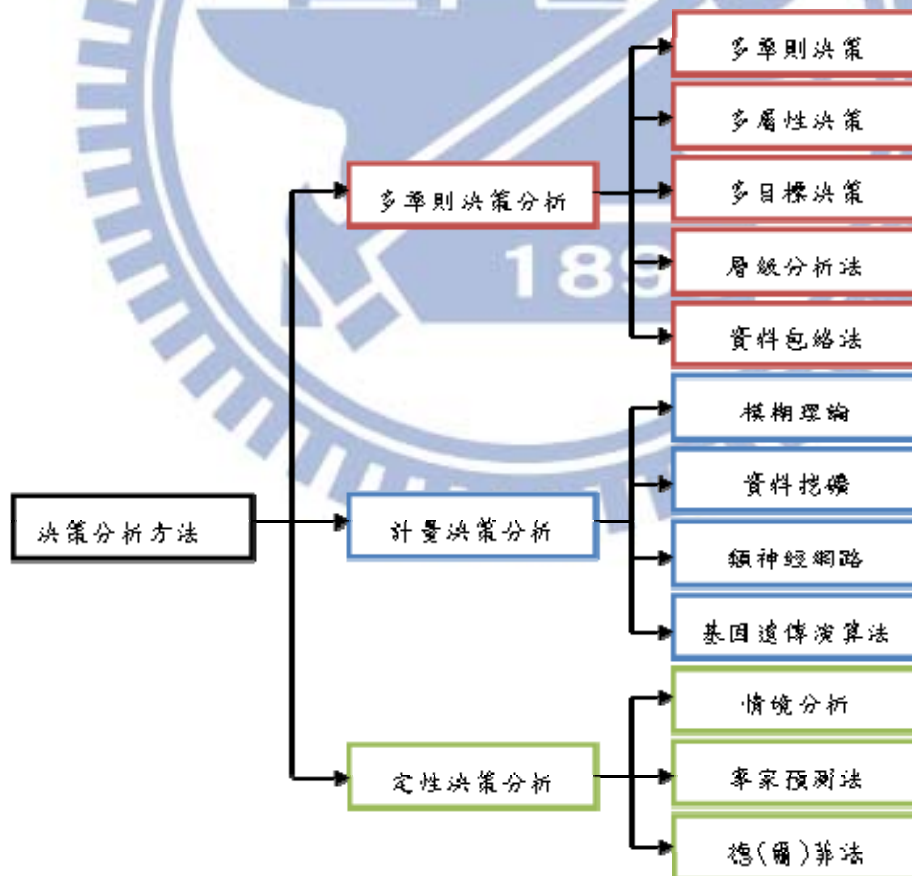 多準則決策
多屬性決策
多目標決策
多準則決策分析
189
層級分析法
資料包絡法
模糊理論
資料挖礦
決策分析方法
計量決策分析
類神經網路
基因遺傳演算法
情境分析
定性決策分析
專家預測法
德(爾)菲法